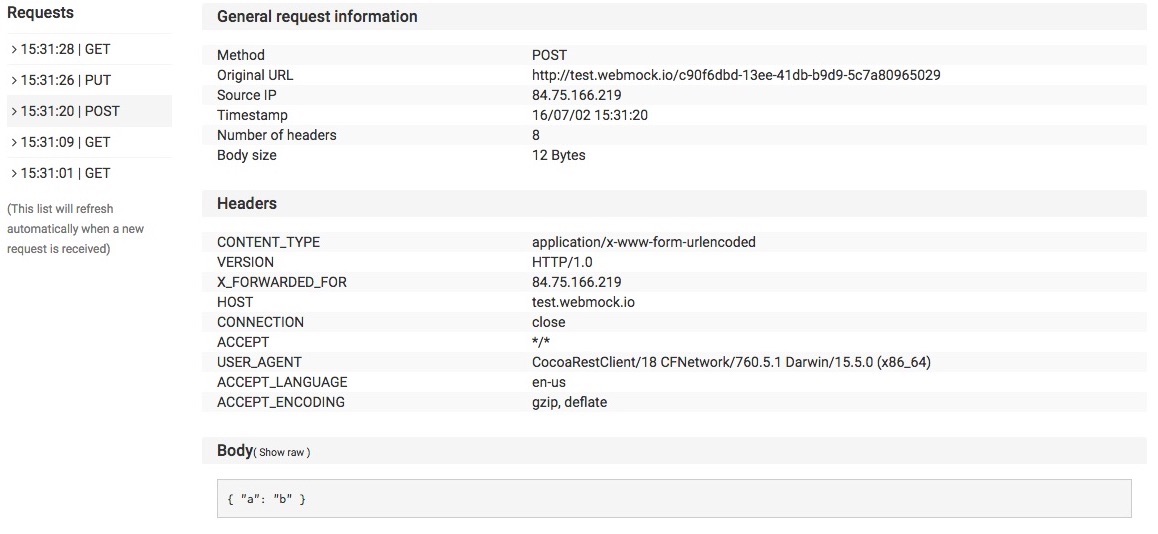 Requests
15:31:28 | GET
15:31:26 | PUT
15:31:20 | POST
15:31:09 | GET
15:31:01 | GET
(This list will refresh
automatically when a new
request is received)
General request information
Method POST
Original URL http://test.webmock.io/c90f6dbd-13ee-41db-b9d9-5c7a80965029
Source IP 84.75.166.219
Timestamp 16/07/02 15:31:20
Number of headers 8
Body size 12 Bytes
Headers
CONTENT_TYPE application/x-www-form-urlencoded
VERSION HTTP/1.0
X_FORWARDED_FOR 84.75.166.219
HOST test.webmock.io
CONNECTION close
ACCEPT */*
USER_AGENT CocoaRestClient/18 CFNetwork/760.5.1 Darwin/15.5.0 (x86_64)
ACCEPT_LANGUAGE en-us
ACCEPT_ENCODING gzip, deflate
Body( Show raw )
{ "a": "b" }